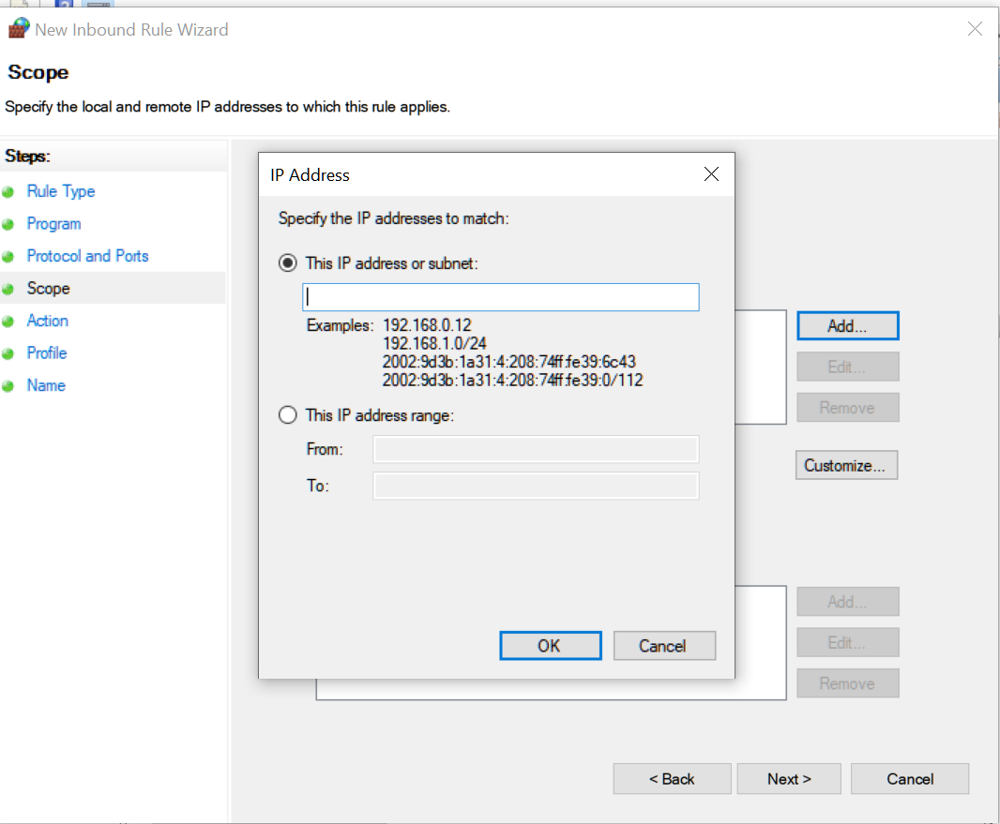 New Inbound Rule Wizard
Scope
Specify the local and remote IP addresses to which this rule applies.
Steps:
Rule Type
Program
Protocol and Ports
Scope
Action
Profile
Name
IP Address
Specify the IP addresses to match:
This IP address or subnet:
Examples: 192.168.0.12
192.168.1.0/24
2002:9d3b:1a31:4:208:74ff:fe39:6c43
2002:9d3b:1a31:4:208:74ff:fe39:0/112
This IP address range:
From:
To:
OK Cancel
Add...
Edit...
Remove
Customize...
Add...
Edit...
Remove
< Back Next > Cancel